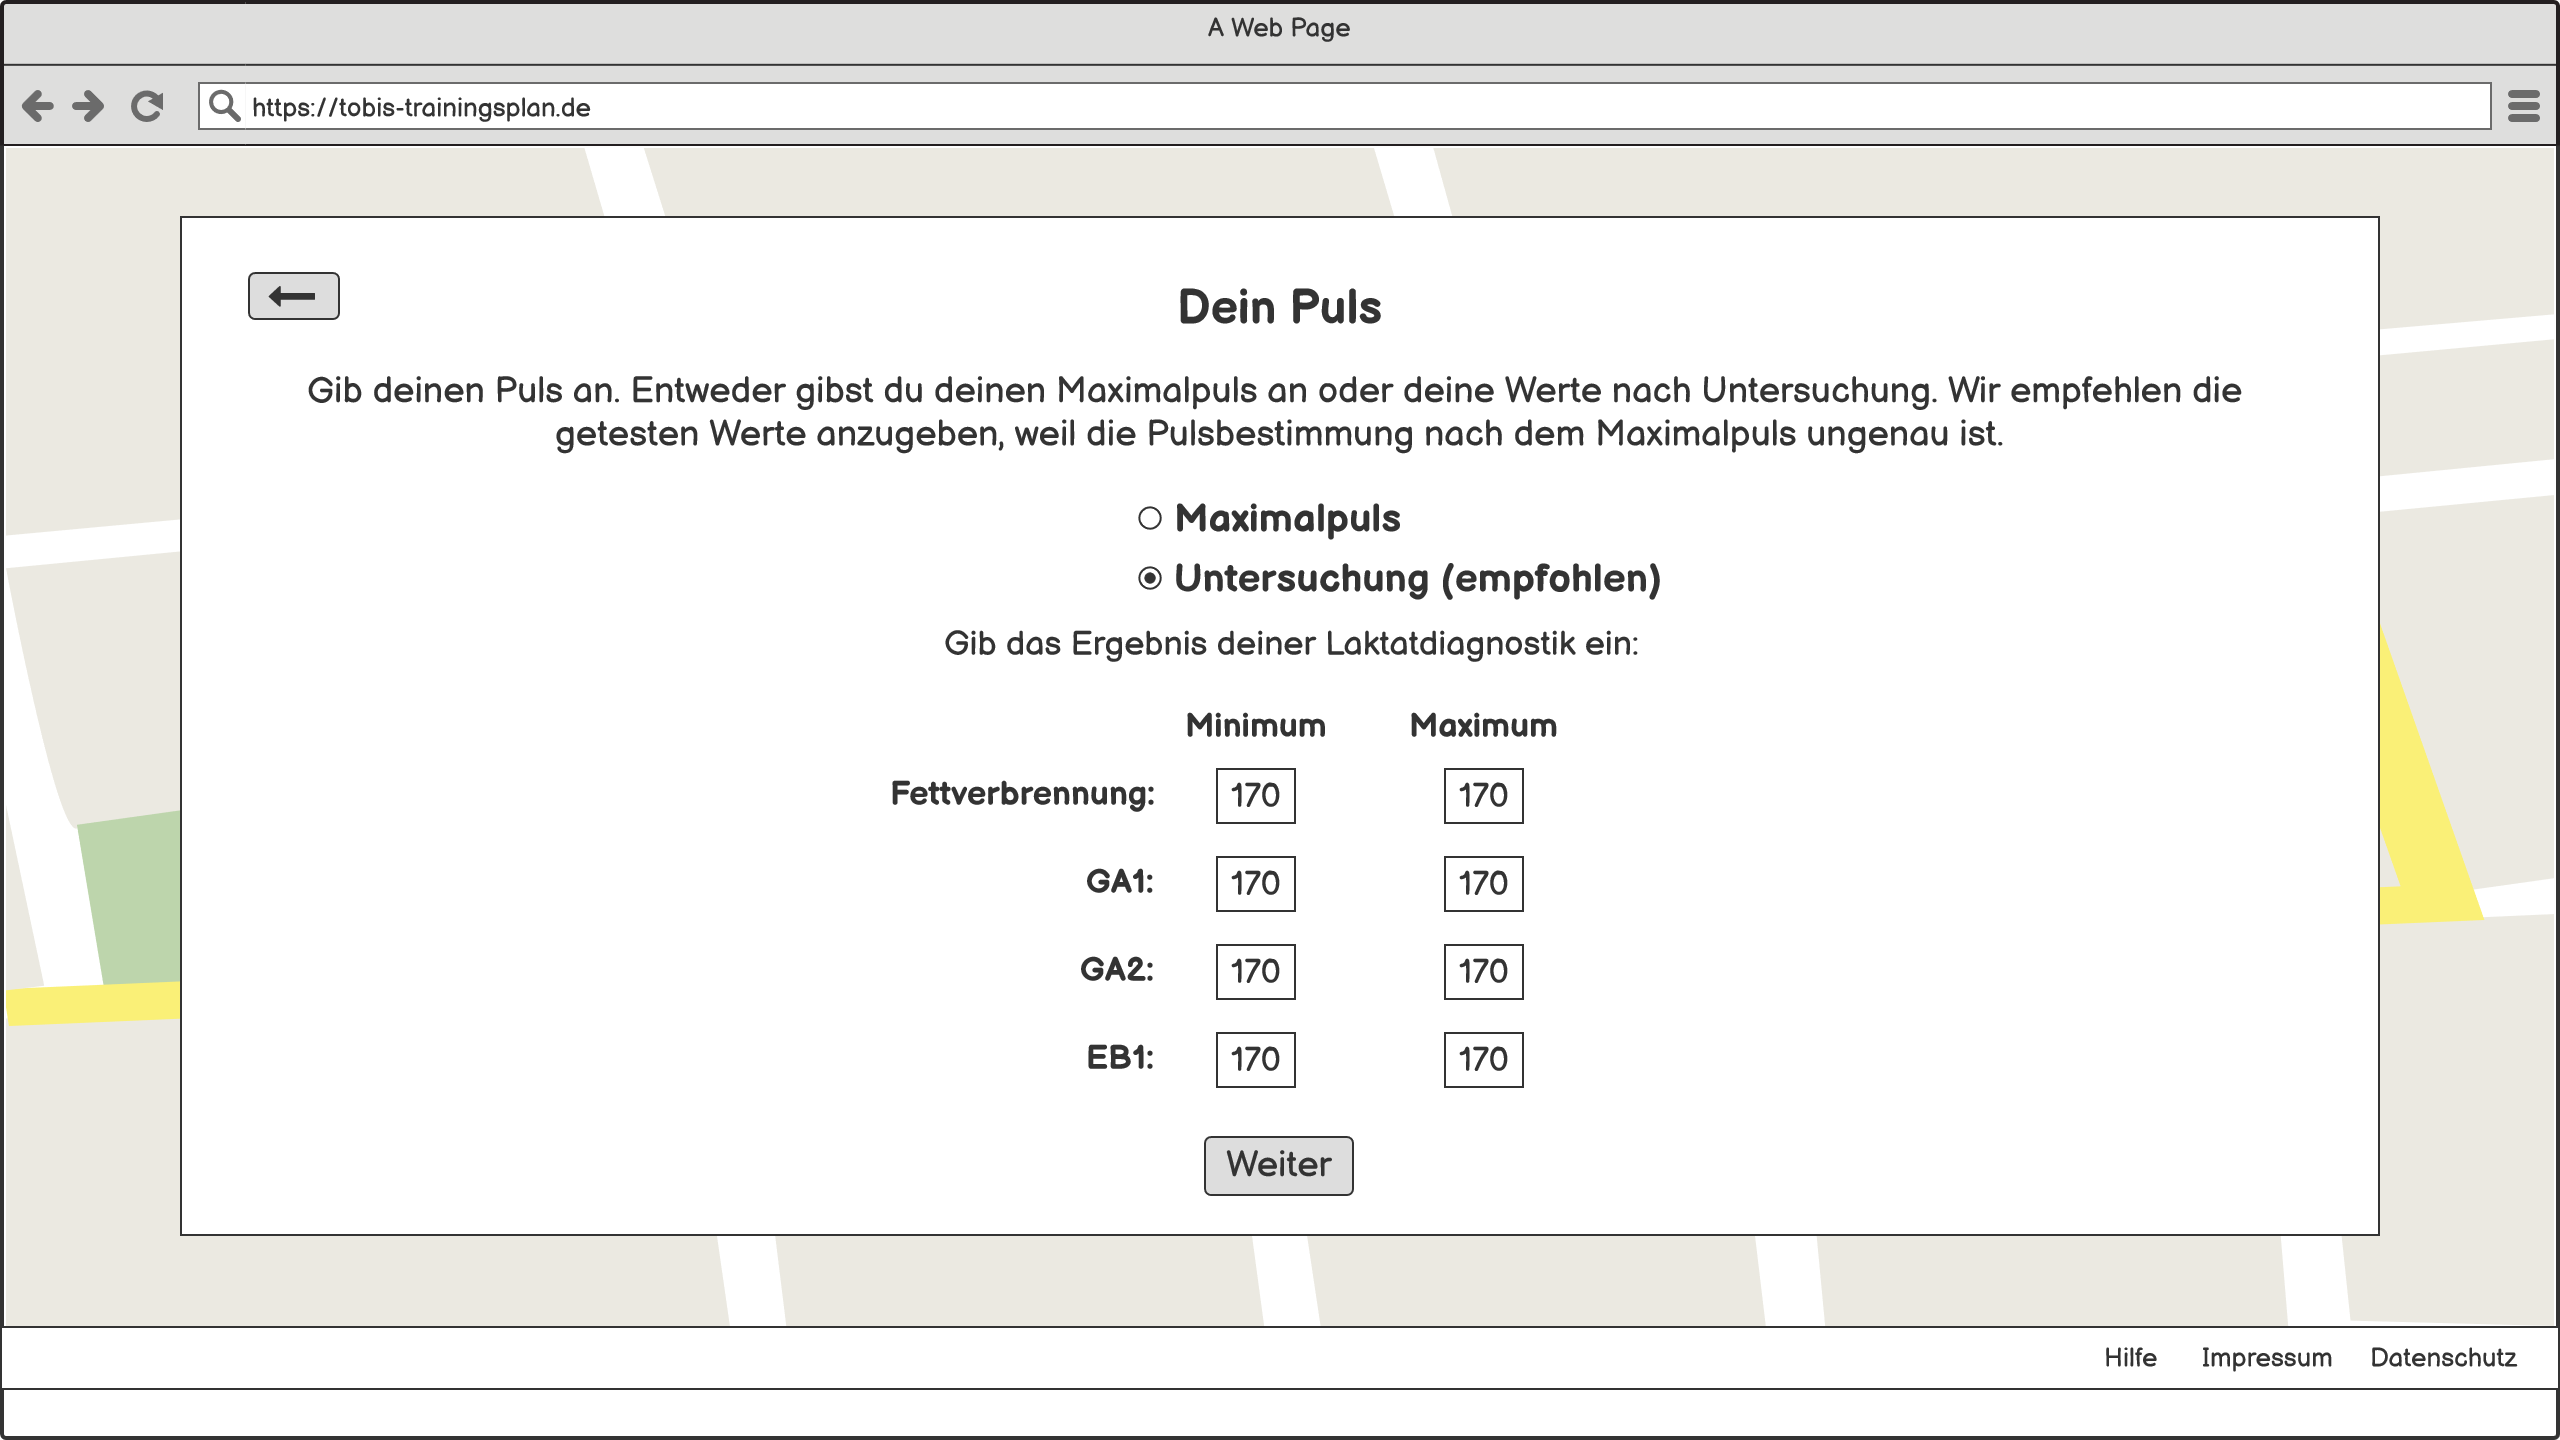 A Web Page
https://tobis-trainingsplan.de
Dein Puls
Gib deinen Puls an. Entweder gibst du deinen Maximalpuls an oder deine Werte nach Untersuchung. Wir empfehlen die
getesten Werte anzugeben, weil die Pulsbestimmung nach dem Maximalpuls ungenau ist.
Maximalpuls
Untersuchung (empfohlen)
Gib das Ergebnis deiner Laktatdiagnostik ein:
Minimum Maximum
Fettverbrennung: 170 170
GA1: 170 170
GA2: 170 170
EB1: 170 170
Weiter
Hilfe Impressum Datenschutz